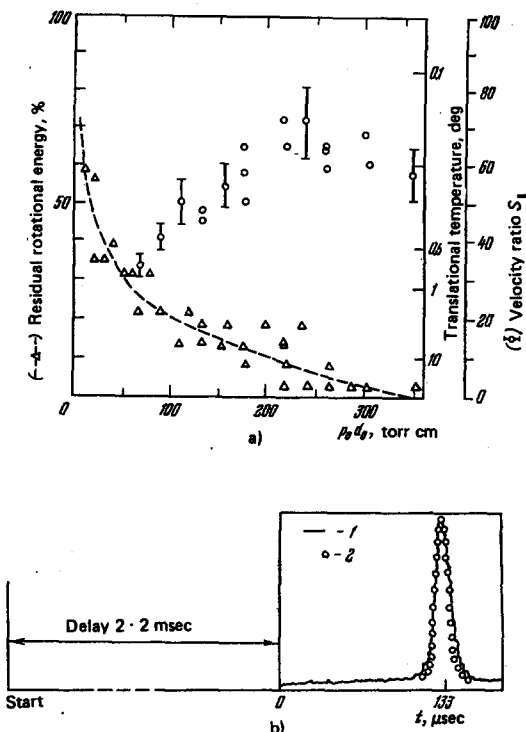 100
50
0
(--Δ--) Residual rotational energy, %
0
100
200
300
p₀d₀, torr cm
a)
0.1
0.5
1
10
Translational temperature, deg
100
80
60
40
20
0
Velocity ratio S
— - 1
o - 2
Delay 2 · 2 msec
Start
0
133
t, μsec
b)